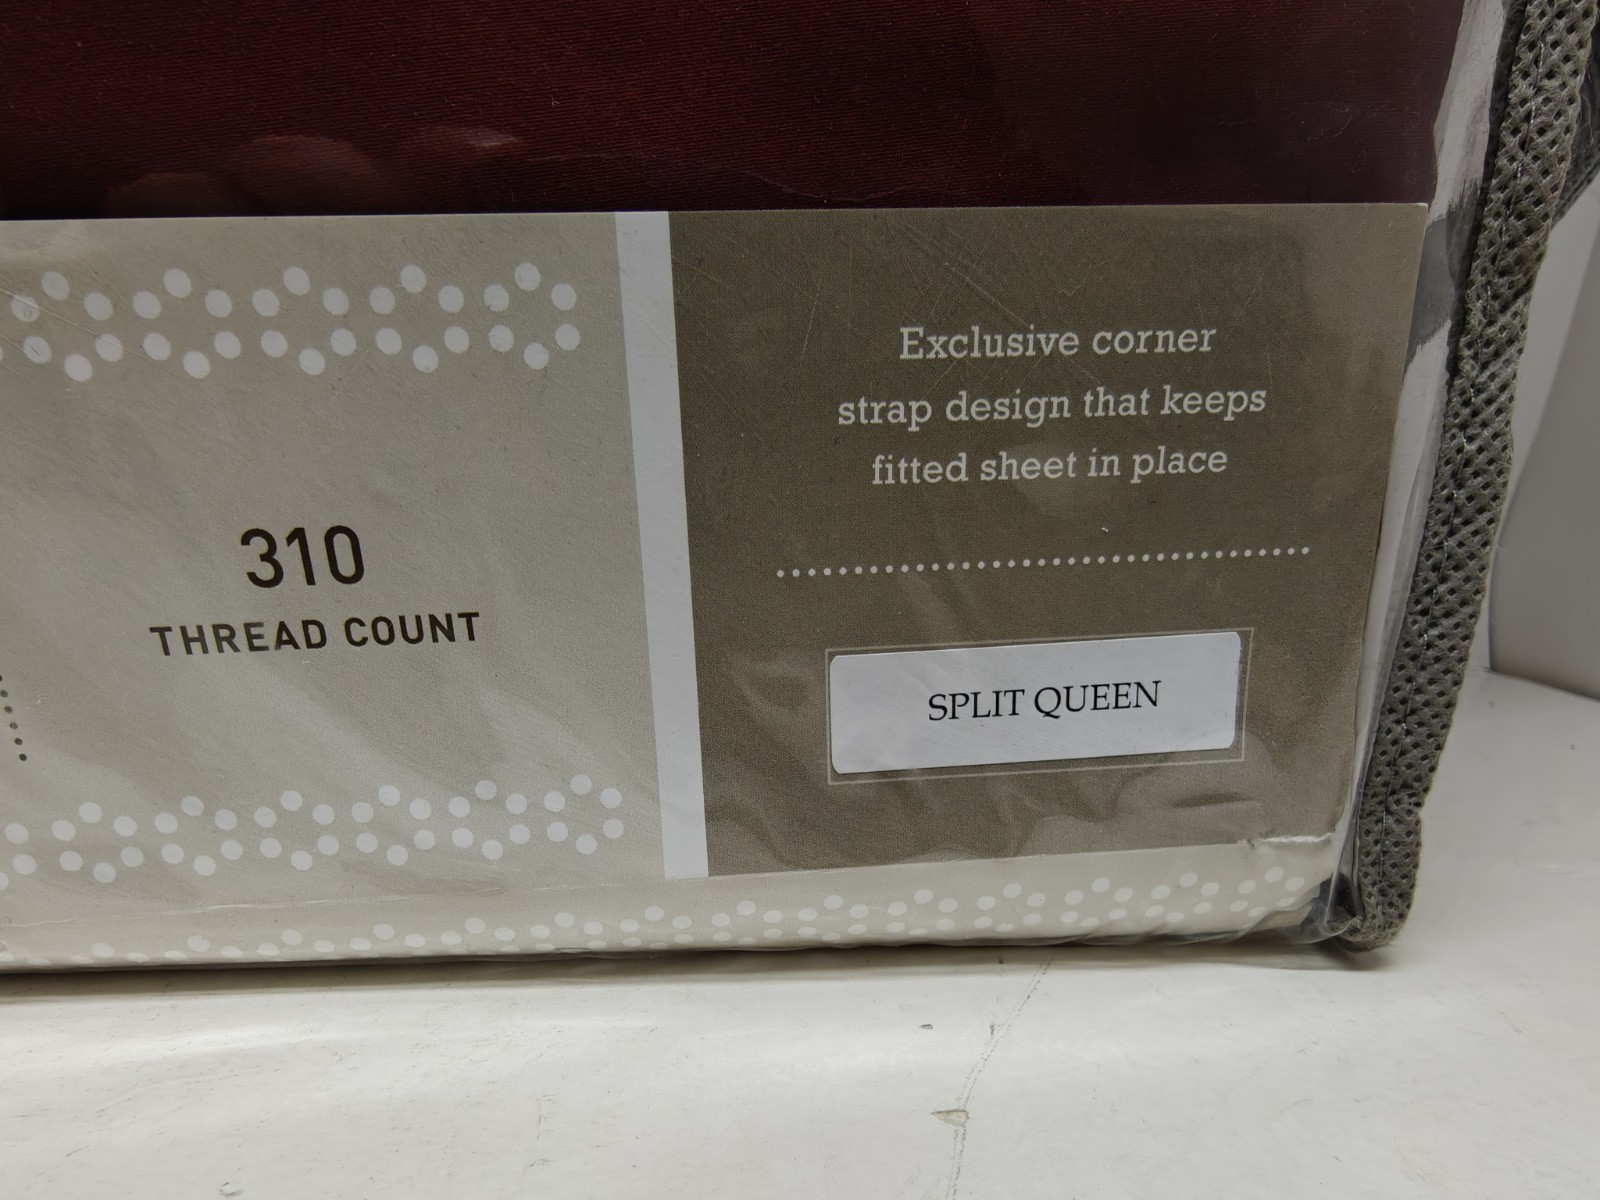 310
THREAD COUNT
Exclusive corner
strap design that keeps
fitted sheet in place
SPLIT QUEEN